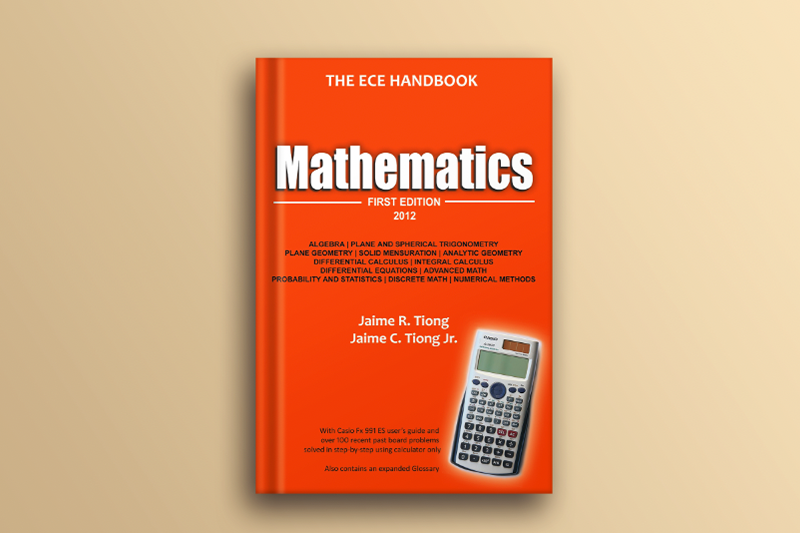 THE ECE HANDBOOK
Mathematics
FIRST EDITION
2012
ALGEBRA | PLANE AND SPHERICAL TRIGONOMETRY
PLANE GEOMETRY | SOLID MENSURATION | ANALYTIC GEOMETRY
DIFFERENTIAL CALCULUS | INTEGRAL CALCULUS
DIFFERENTIAL EQUATIONS | ADVANCED MATH
PROBABILITY AND STATISTICS | DISCRETE MATH | NUMERICAL METHODS
Jaime R. Tiong
Jaime C. Tiong Jr.
CASIO
With Casio Fx 991 ES user's guide and
over 100 recent past board problems
solved in step-by-step using calculator only
Also contains an expanded Glossary